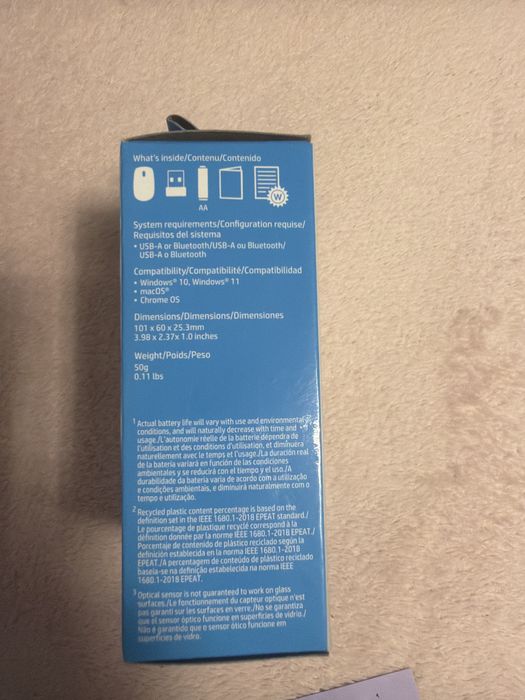 What's inside/Contenu/Contenido
AA
W
System requirements/Configuration requise/
Requisitos del sistema
• USB-A or Bluetooth/USB-A ou Bluetooth/
USB-A o Bluetooth
Compatibility/Compatibilité/Compatibilidad
• Windows® 10, Windows® 11
• macOS®
• Chrome OS
Dimensions/Dimensions/Dimensiones
101 x 60 x 25.3mm
3.98 x 2.37x 1.0 inches
Weight/Poids/Peso
50g
0.11 lbs
1 Actual battery life will vary with use and environmental
conditions, and will naturally decrease with time and
usage./L'autonomie réelle de la batterie dépendra de
l'utilisation et des conditions d'utilisation, et diminuera
naturellement avec le temps et l'usage./La duración real
de la batería variará en función de las condiciones
ambientales y se reducirá con el tiempo y el uso./A
durabilidade da bateria varia de acordo com a utilização
e condições ambientais, e diminuirá naturalmente com o
tempo e utilização.
2 Recycled plastic content percentage is based on the
definition set in the IEEE 1680.1-2018 EPEAT standard./
Le pourcentage de plastique recyclé correspond à la
définition donnée par la norme IEEE 1680.1-2018 EPEAT./
Porcentaje de contenido de plástico reciclado según la
definición establecida en la norma IEEE 1680.1-2018
EPEAT./A percentagem de conteúdo de plástico reciclado
baseia-se na definição estabelecida na norma IEEE
1680.1-2018 EPEAT.
3 Optical sensor is not guaranteed to work on glass
surfaces./Le fonctionnement du capteur optique n'est
pas garanti sur les surfaces en verre./No se garantiza
que el sensor óptico funcione en superficies de vidrio./
Não é garantido que o sensor ótico funcione em
superfícies de vidro.